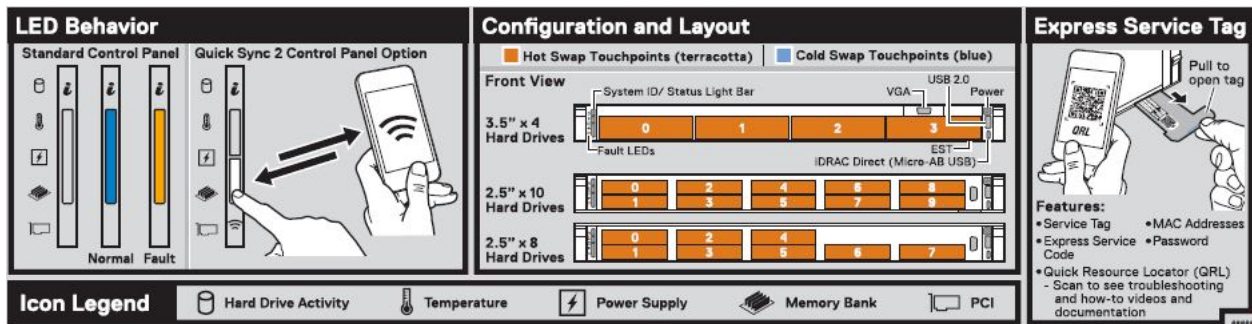 LED Behavior
Standard Control Panel
Quick Sync 2 Control Panel Option
i
i
i
i
Normal
Fault
Configuration and Layout
Hot Swap Touchpoints (terracotta)
Cold Swap Touchpoints (blue)
Front View
System ID/ Status Light Bar
VGA
USB 2.0
Power
3.5" × 4
Hard Drives
0 1 2 3
Fault LEDs
EST
iDRAC Direct (Micro-AB USB)
2.5" × 10
Hard Drives
0 2 4 6 8
1 3 5 7 9
2.5" × 8
Hard Drives
0 2 4
1 3 5 6 7
Express Service Tag
Pull to
open tag
QRL
Features:
• Service Tag
• MAC Addresses
• Express Service
Code
• Password
• Quick Resource Locator (QRL)
- Scan to see troubleshooting
and how-to videos and
documentation
Icon Legend
Hard Drive Activity
Temperature
Power Supply
Memory Bank
PCI